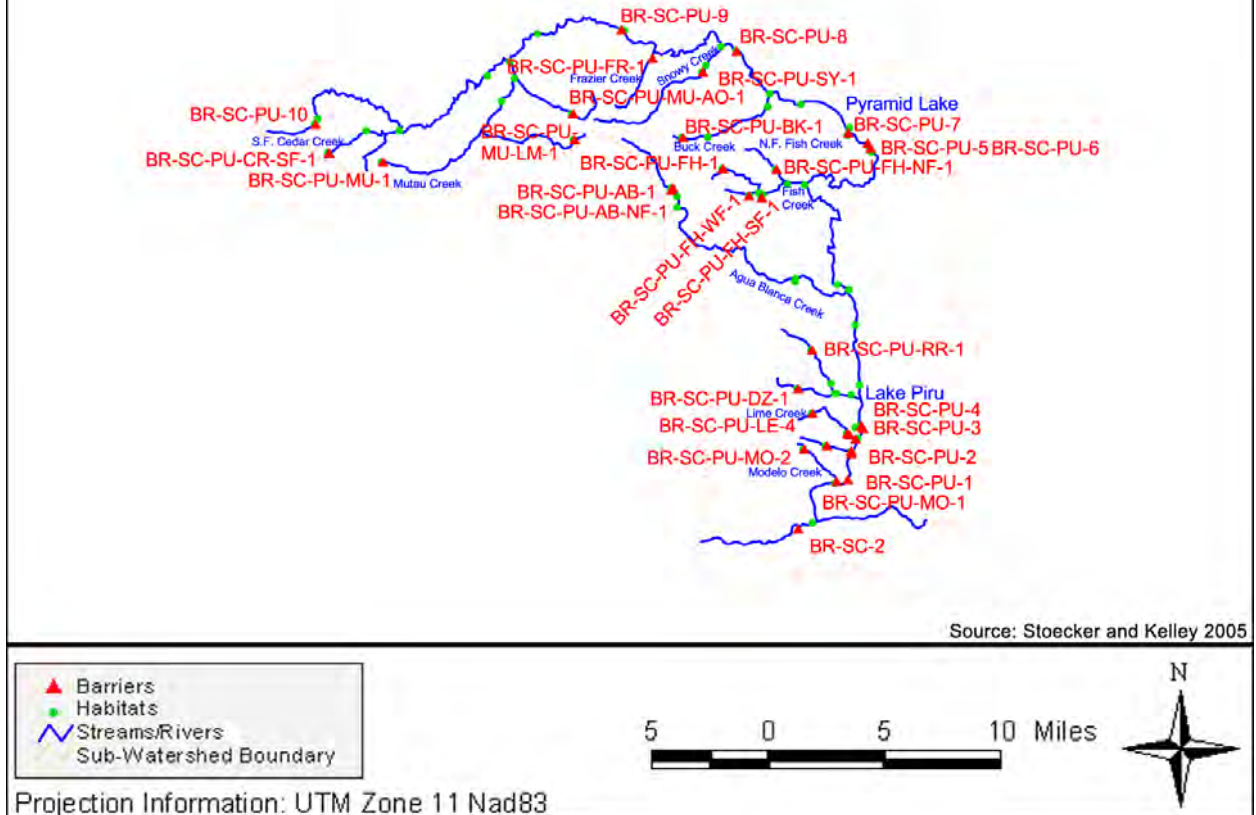 BR-SC-PU-9
BR-SC-PU-8
BR-SC-PU-FR-1
Frazier Creek
Snowy Creek
BR-SC-PU-SY-1
BR-SC-PU-MU-AO-1
Pyramid Lake
BR-SC-PU-10
S.F. Cedar Creek
BR-SC-PU-
MU-LM-1
BR-SC-PU-BK-1
Buck Creek
BR-SC-PU-7
N.F. Fish Creek
BR-SC-PU-5 BR-SC-PU-6
BR-SC-PU-CR-SF-1
BR-SC-PU-MU-1
Mutau Creek
BR-SC-PU-FH-1
BR-SC-PU-FH-NF-1
BR-SC-PU-AB-1
Fish
Creek
BR-SC-PU-AB-NF-1
BR-SC-PU-FH-WF-1
BR-SC-PU-FH-SF-1
Agua Blanca Creek
BR-SC-PU-RR-1
BR-SC-PU-DZ-1
Lake Piru
Lime Creek
BR-SC-PU-4
BR-SC-PU-LE-4
BR-SC-PU-3
BR-SC-PU-MO-2
BR-SC-PU-2
Modelo Creek
BR-SC-PU-1
BR-SC-PU-MO-1
BR-SC-2
Source: Stoecker and Kelley 2005
Barriers
Habitats
Streams/Rivers
Sub-Watershed Boundary
5 0 5 10 Miles
N
Projection Information: UTM Zone 11 Nad83